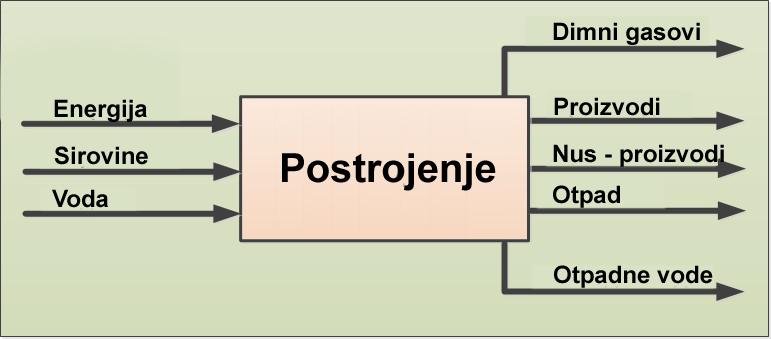 Energija
Sirovine
Voda
Postrojenje
Dimni gasovi
Proizvodi
Nus - proizvodi
Otpad
Otpadne vode